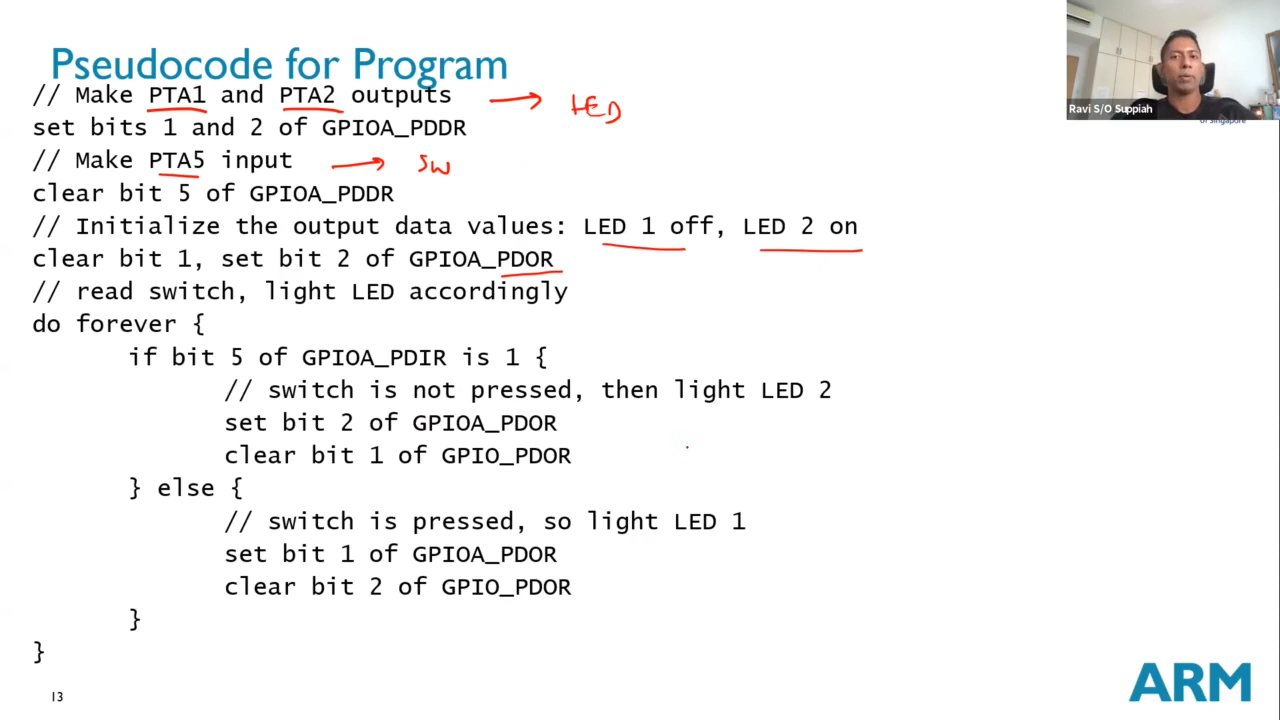 Pseudocode for Program
// Make PTA1 and PTA2 outputs
LED
set bits 1 and 2 of GPIOA_PDDR
// Make PTA5 input
SW
clear bit 5 of GPIOA_PDDR
// Initialize the output data values: LED 1 off, LED 2 on
clear bit 1, set bit 2 of GPIOA_PDOR
// read switch, light LED accordingly
do forever {
if bit 5 of GPIOA_PDIR is 1 {
// switch is not pressed, then light LED 2
set bit 2 of GPIOA_PDOR
clear bit 1 of GPIO_PDOR
} else {
// switch is pressed, so light LED 1
set bit 1 of GPIOA_PDOR
clear bit 2 of GPIO_PDOR
}
}
13
ARM
Ravi S/O Suppiah
of Singapore